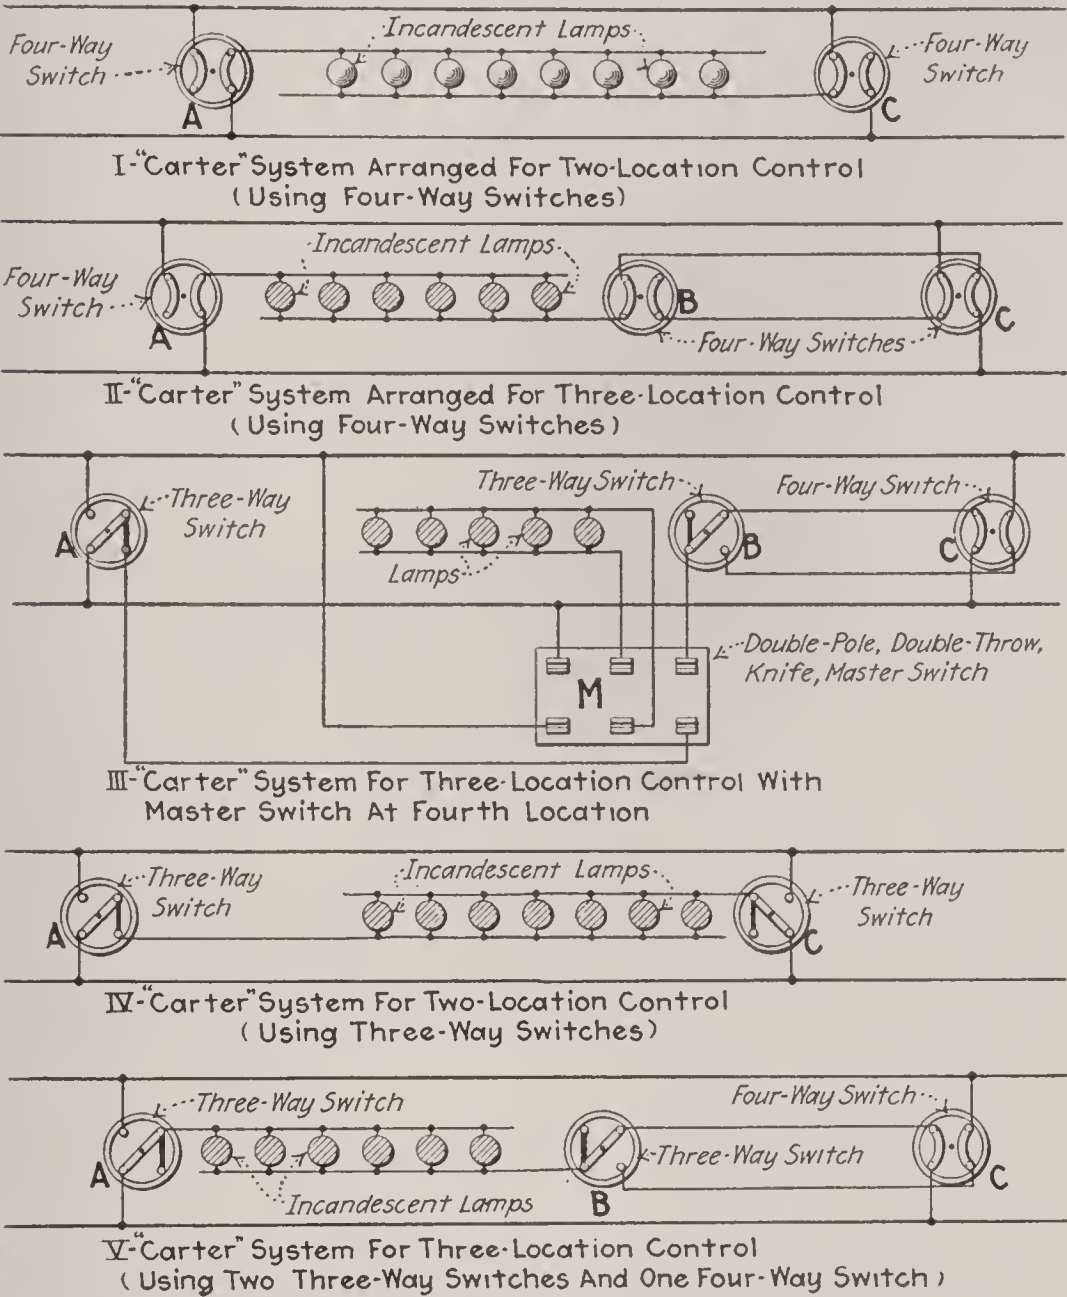 Incandescent Lamps
Four-Way
Switch
Four-Way
Switch
A
C
I-"Carter" System Arranged For Two-Location Control
(Using Four-Way Switches)
Incandescent Lamps
Four-Way
Switch
A
B
C
Four-Way Switches
II-"Carter" System Arranged For Three-Location Control
(Using Four-Way Switches)
Three-Way
Switch
A
Three-Way Switch
Four-Way Switch
B
C
Lamps
M
Double-Pole, Double-Throw,
Knife, Master Switch
III-"Carter" System For Three-Location Control With
Master Switch At Fourth Location
Three-Way
Switch
A
Incandescent Lamps
Three-Way
Switch
C
IV-"Carter" System For Two-Location Control
(Using Three-Way Switches)
Three-Way Switch
A
Incandescent Lamps
Four-Way Switch
Three-Way Switch
B
C
V-"Carter" System For Three-Location Control
(Using Two Three-Way Switches And One Four-Way Switch)